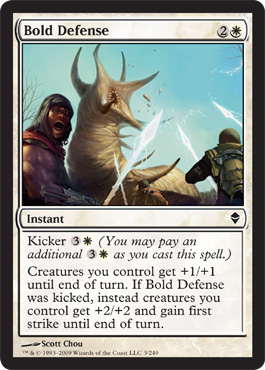 Bold Defense 2
Instant
Kicker 3 (You may pay an
additional 3 as you cast this spell.)
Creatures you control get +1/+1
until end of turn. If Bold Defense
was kicked, instead creatures you
control get +2/+2 and gain first
strike until end of turn.
Scott Chou
™ & © 1993–2009 Wizards of the Coast LLC 3/249